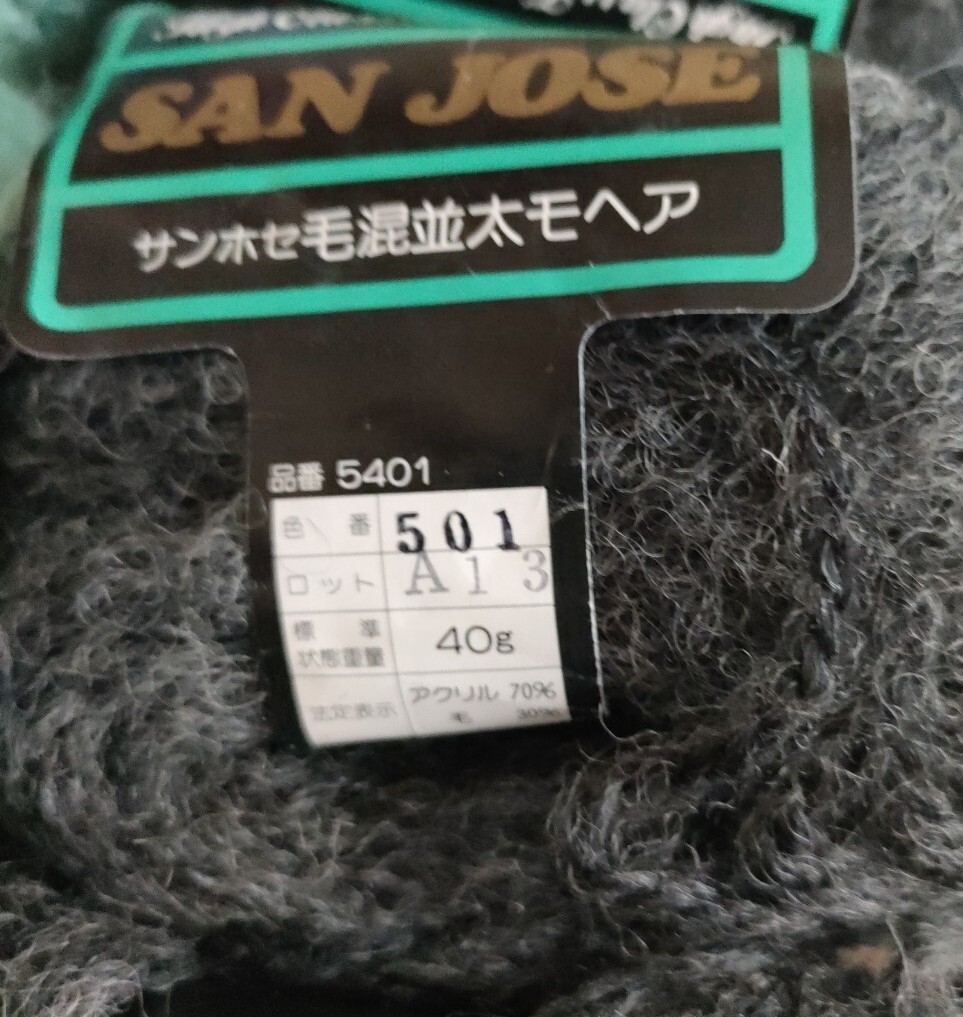 SAN JOSE
サンホセ毛混並太モヘア
品番 5401
色 番 501
ロット A13
標準状態重量 40g
法定表示 アクリル 70%
毛 30%